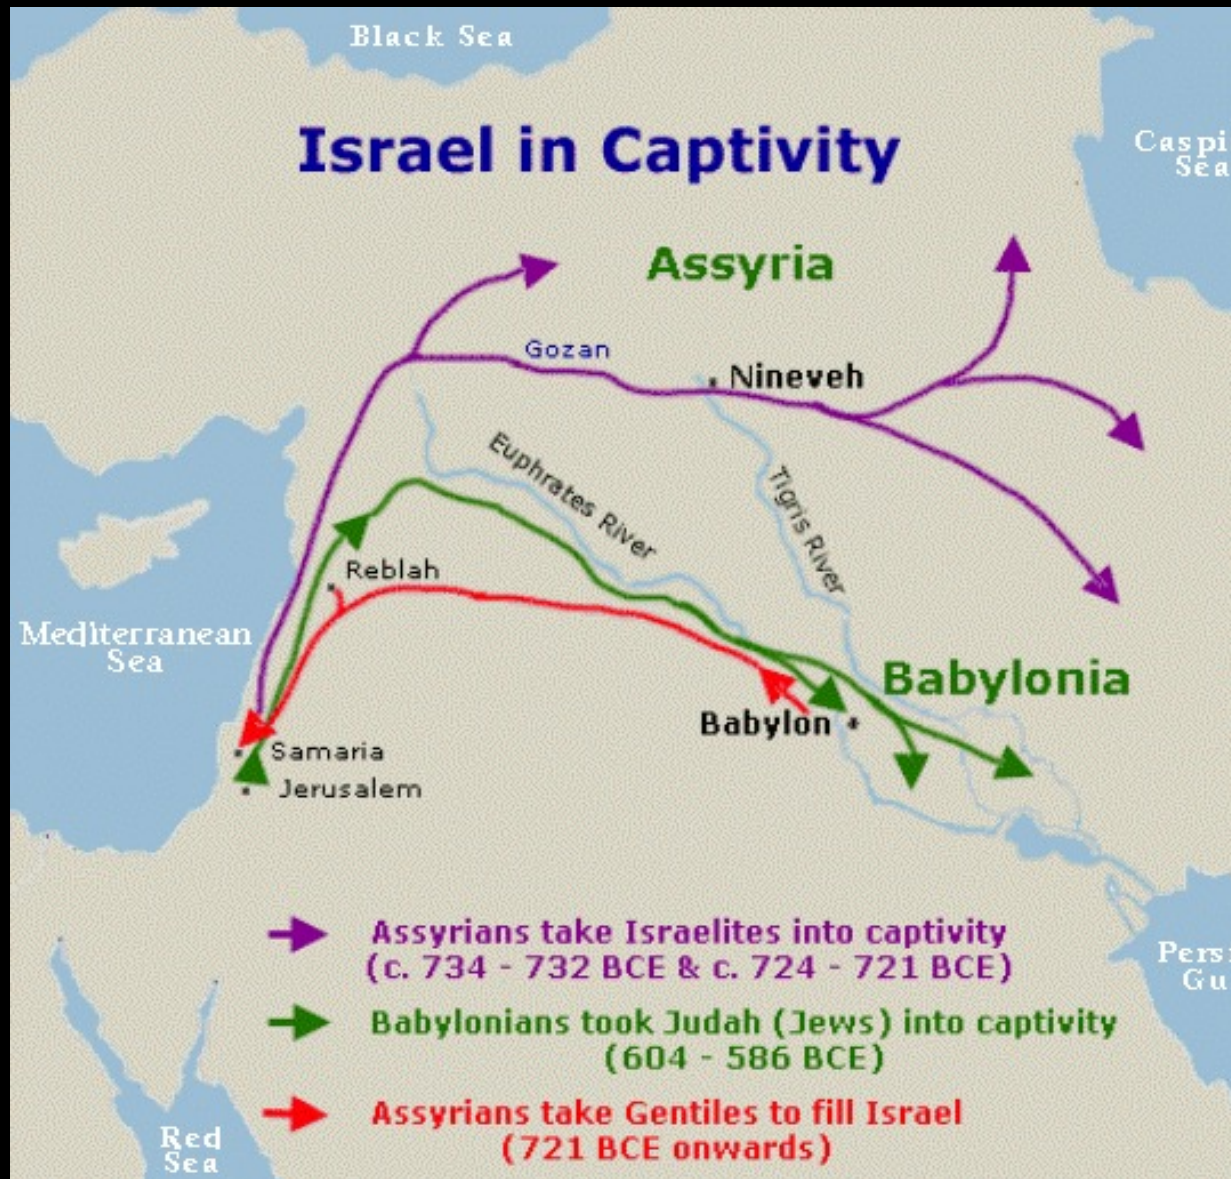 Black Sea
Israel in Captivity
Caspi
Sea
Assyria
Gozan
Nineveh
Euphrates River
Tigris River
Reblah
Mediterranean
Sea
Babylonia
Babylon
Samaria
Jerusalem
Assyrians take Israelites into captivity
(c. 734 - 732 BCE & c. 724 - 721 BCE)
Persi
Gu
Babylonians took Judah (Jews) into captivity
(604 - 586 BCE)
Assyrians take Gentiles to fill Israel
(721 BCE onwards)
Red
Sea